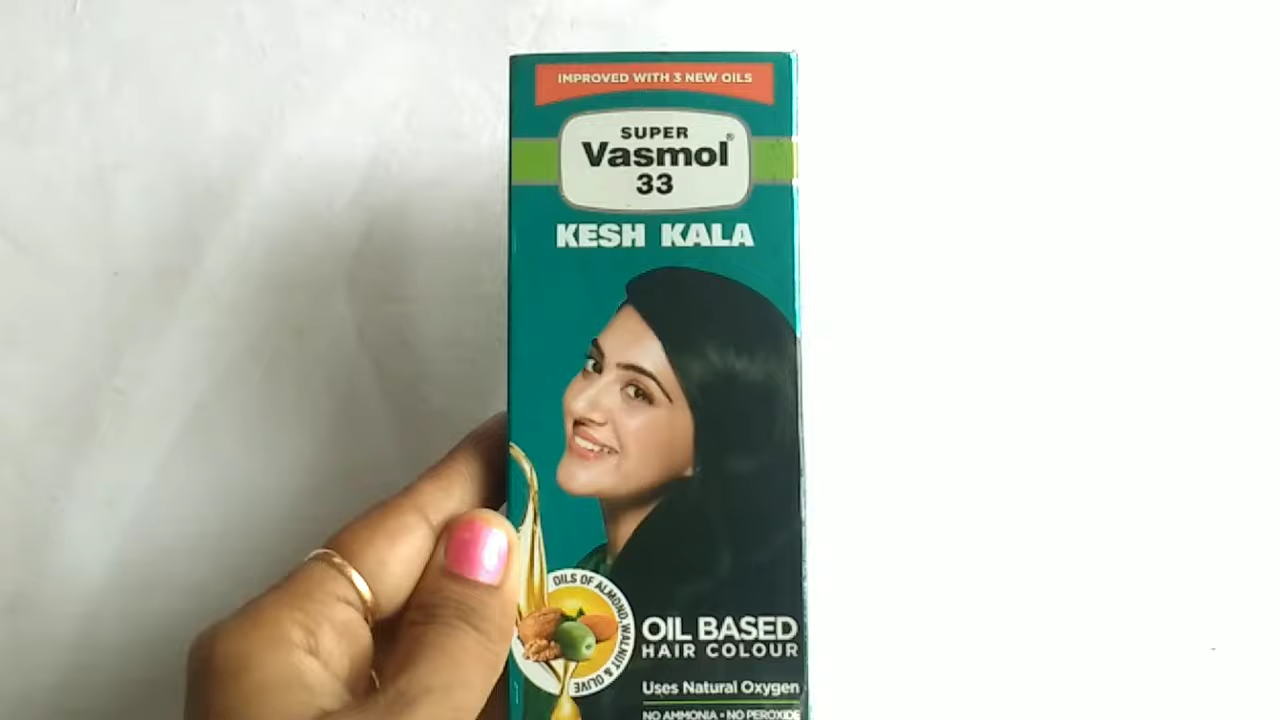 IMPROVED WITH 3 NEW OILS
SUPER
Vasmol®
33
KESH KALA
OILS OF ALMOND, WALNUT & OLIVE
OIL BASED
HAIR COLOUR
Uses Natural Oxygen
NO AMMONIA • NO PEROXIDE